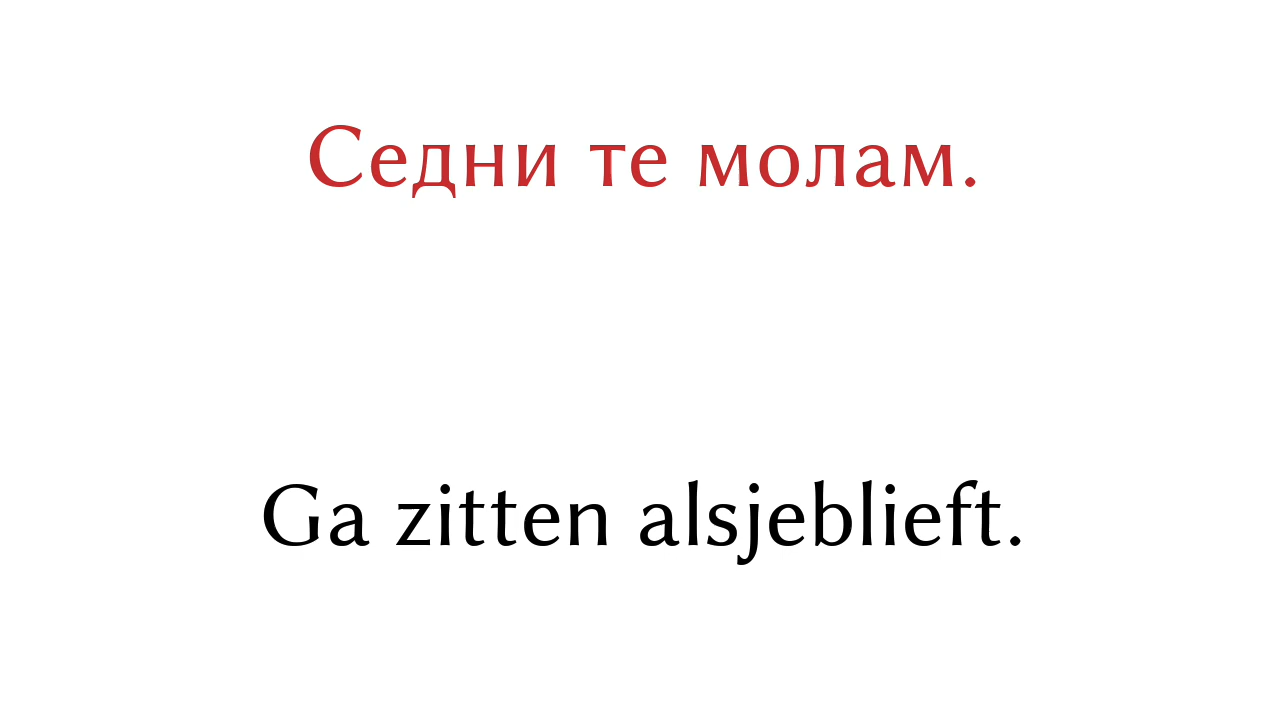 Седни те молам.
Ga zitten alsjeblieft.